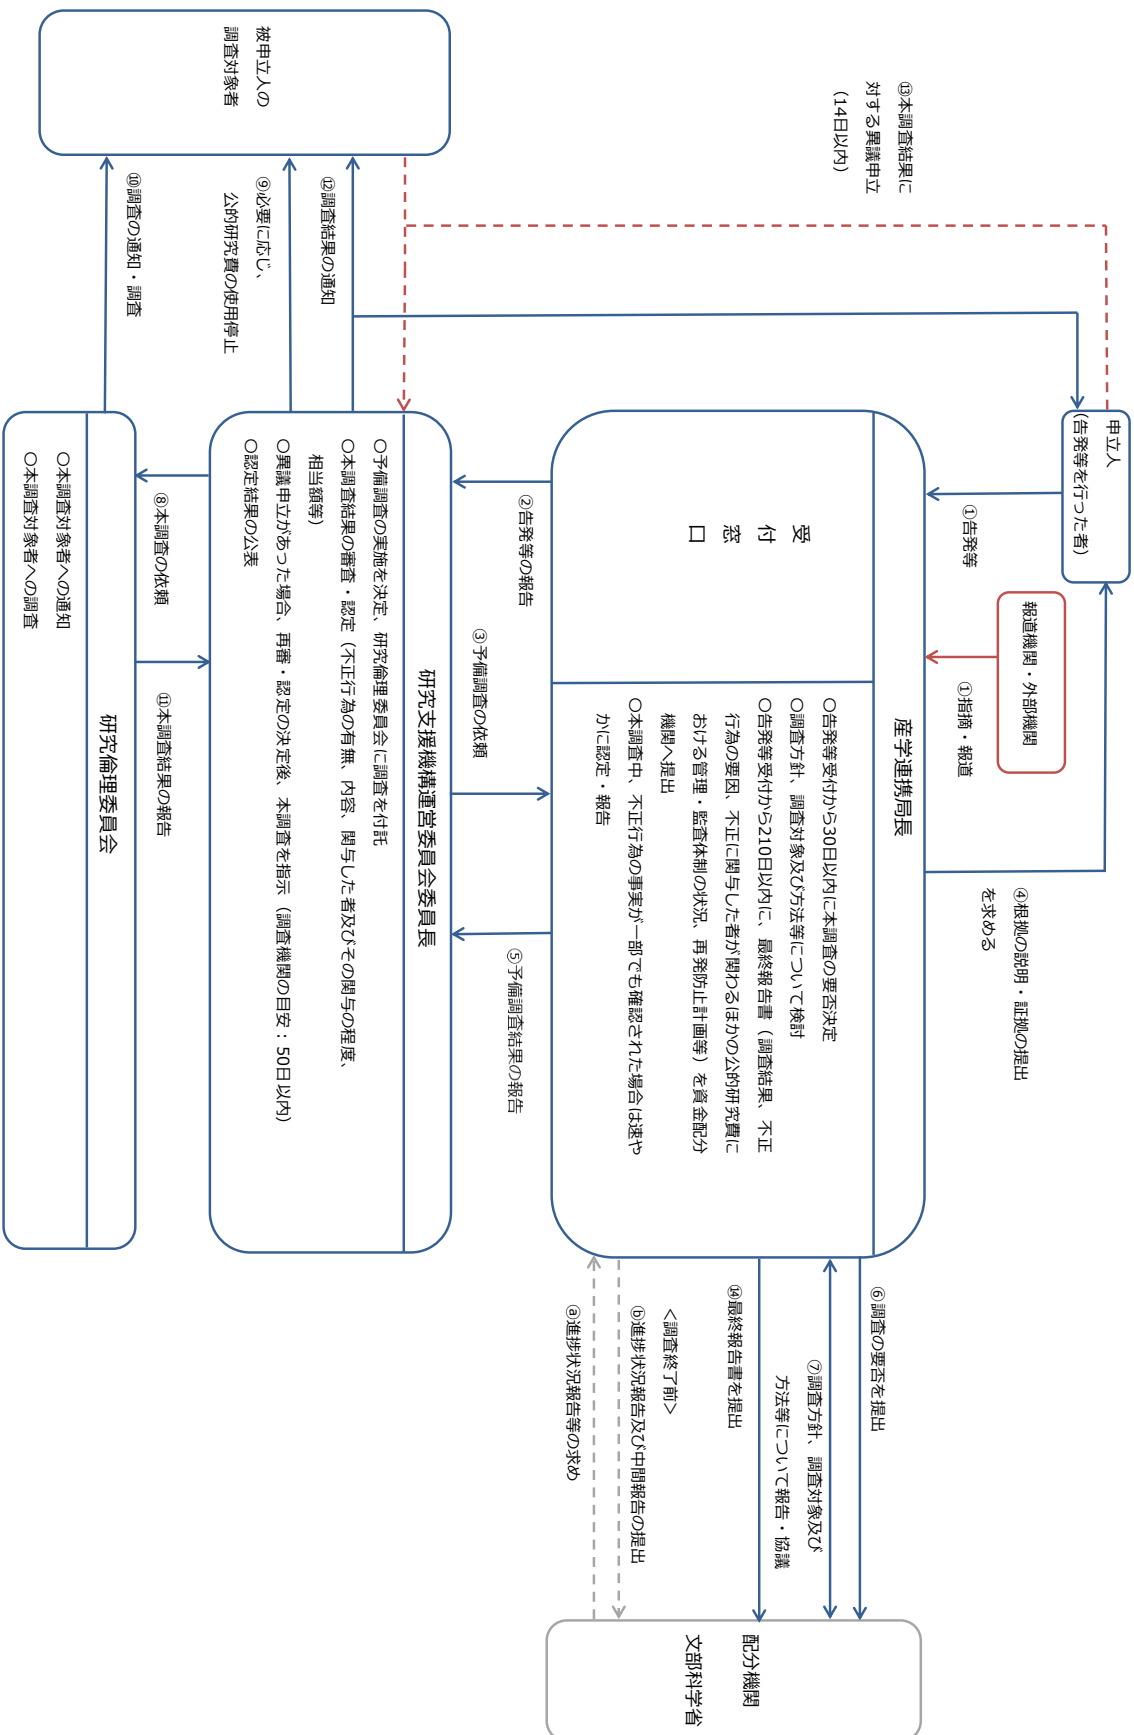 申立人
(告発等を行った者)
報道機関・外部機関
①告発等
①指摘・報道
④根拠の説明・証拠の提出
を求める
⑬本調査結果に
対する異議申立
(14日以内)
産学連携局長
受
付
窓
口
〇告発等受付から30日以内に本調査の要否決定
〇調査方針、調査対象及び方法等について検討
〇告発等受付から210日以内に、最終報告書（調査結果、不正
行為の要因、不正に関与した者が関わるほかの公的研究費に
おける管理・監査体制の状況、再発防止計画等）を資金配分
機関へ提出
〇本調査中、不正行為の事実が一部でも確認された場合は速や
かに認定・報告
⑥調査の要否を提出
⑦調査方針、調査対象及び
方法等について報告・協議
⑭最終報告書を提出
<調査終了前>
ⓑ進捗状況報告及び中間報告の提出
ⓐ進捗状況報告等の求め
配分機関
文部科学省
②告発等の報告
③予備調査の依頼
⑤予備調査結果の報告
研究支援機構運営委員会委員長
〇予備調査の実施を決定、研究倫理委員会に調査を付託
〇本調査結果の審査・認定（不正行為の有無、内容、関与した者及びその関与の程度、
相当額等)
〇異議申立があった場合、再審・認定の決定後、本調査を指示（調査機関の目安：50日以内)
〇認定結果の公表
被申立人の
調査対象者
⑫調査結果の通知
⑨必要に応じ、
公的研究費の使用停止
⑩調査の通知・調査
⑧本調査の依頼
⑪本調査結果の報告
研究倫理委員会
〇本調査対象者への通知
〇本調査対象者への調査